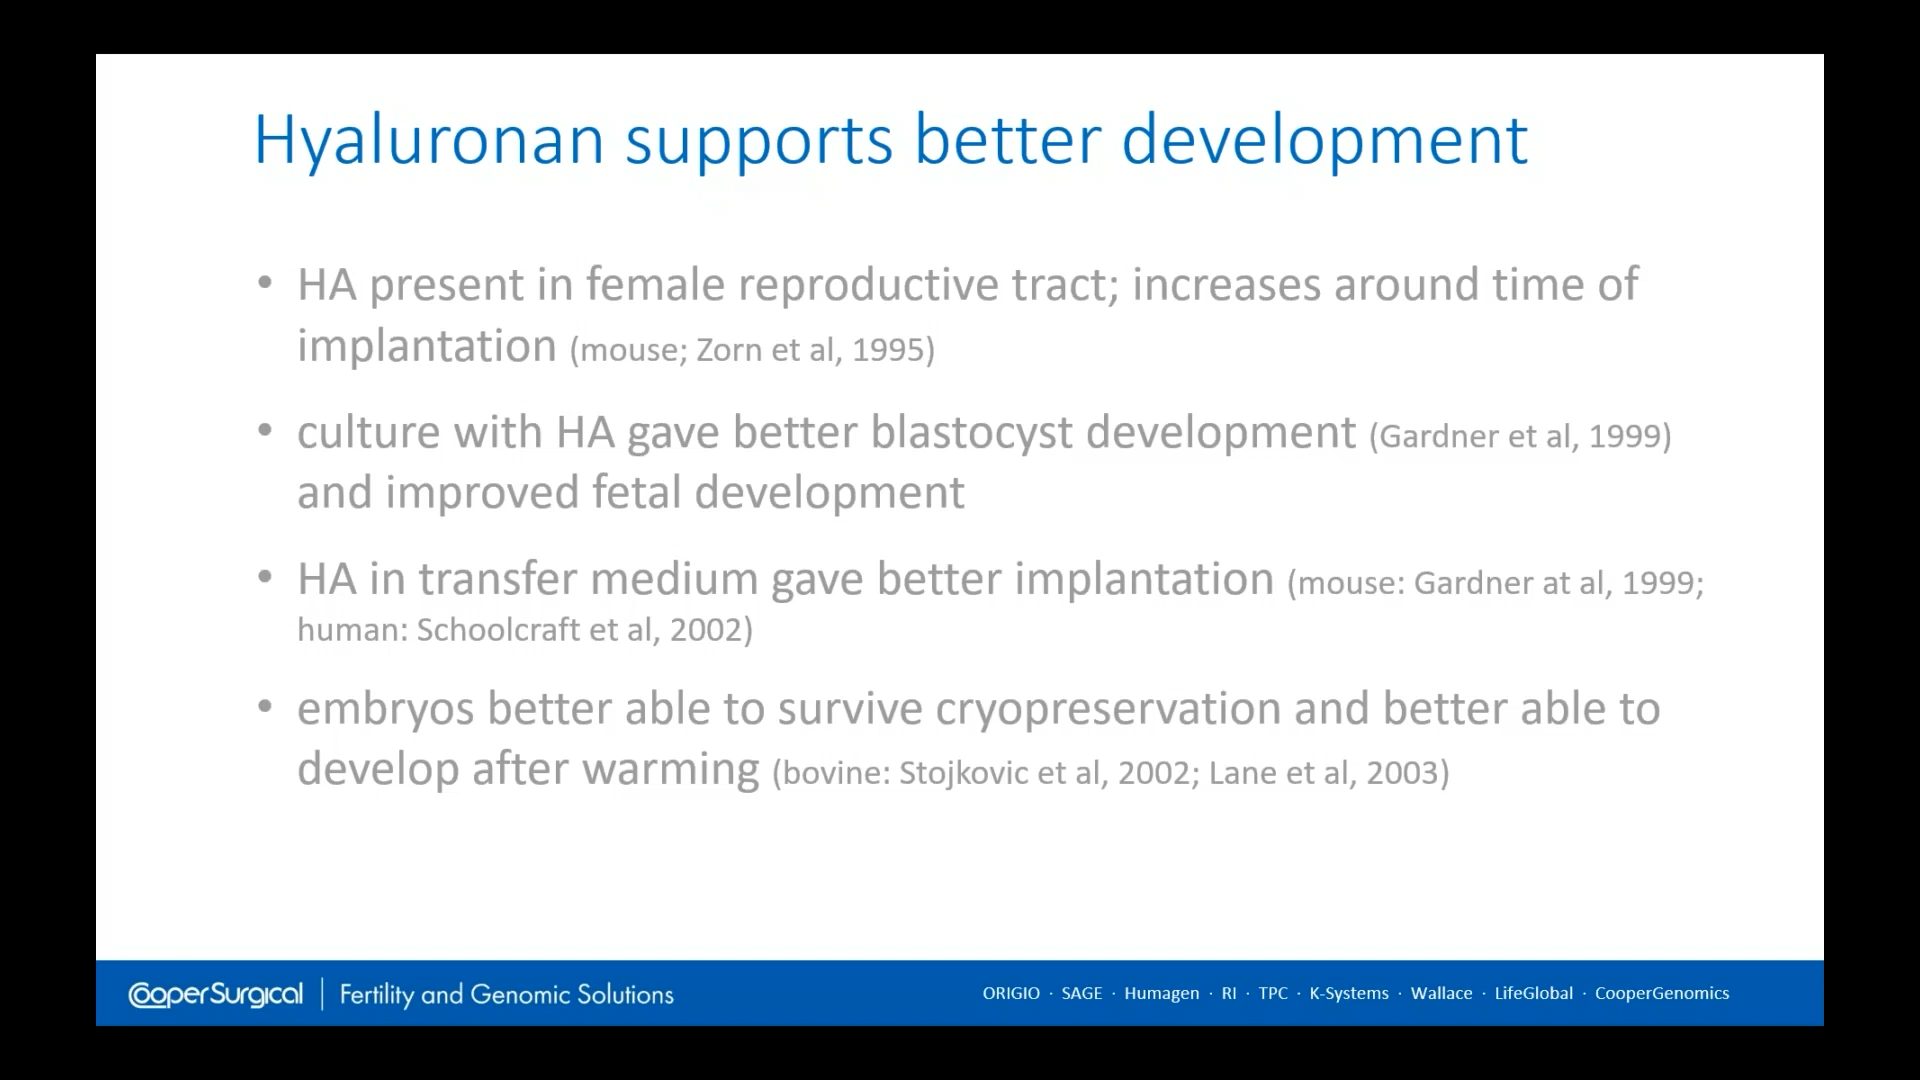 Hyaluronan supports better development
• HA present in female reproductive tract; increases around time of
implantation (mouse; Zorn et al, 1995)
• culture with HA gave better blastocyst development (Gardner et al, 1999)
and improved fetal development
• HA in transfer medium gave better implantation (mouse: Gardner at al, 1999;
human: Schoolcraft et al, 2002)
• embryos better able to survive cryopreservation and better able to
develop after warming (bovine: Stojkovic et al, 2002; Lane et al, 2003)
CooperSurgical | Fertility and Genomic Solutions
ORIGIO · SAGE · Humagen · RI · TPC · K-Systems · Wallace · LifeGlobal · CooperGenomics